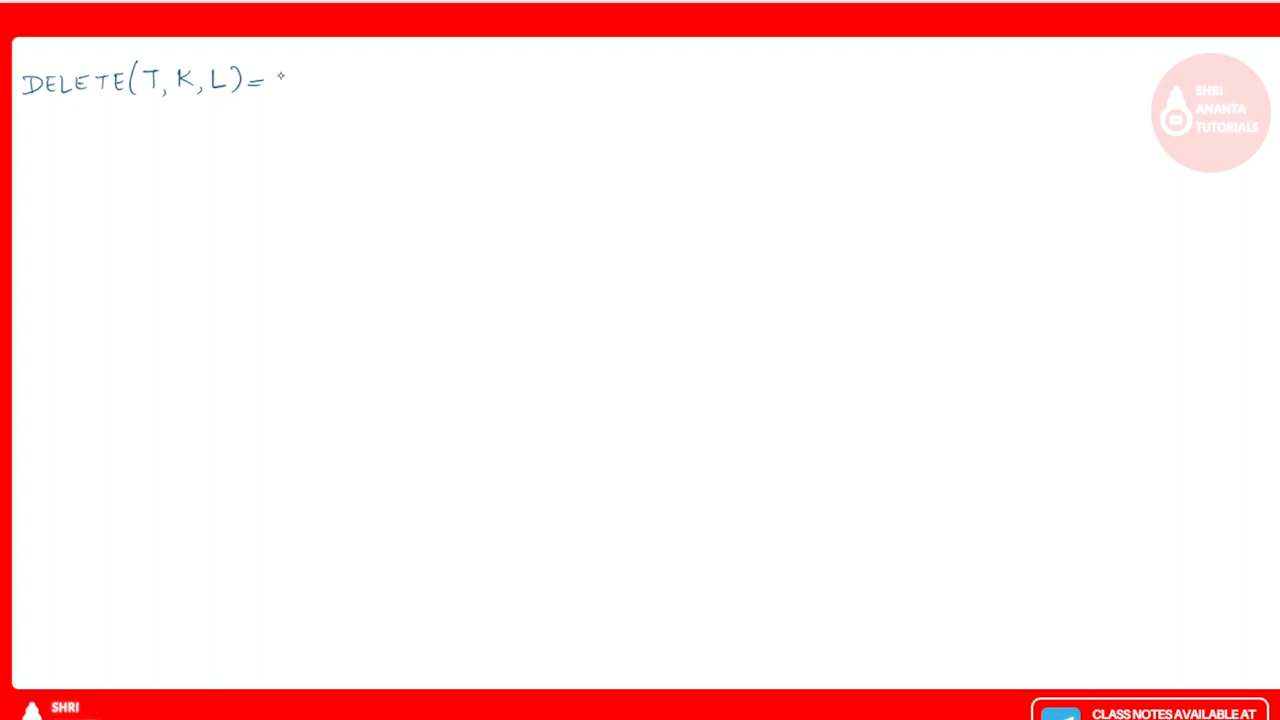 DELETE(T, K, L) =
SHRI
ANANTA
TUTORIALS
SHRI
CLASS NOTES AVAILABLE AT